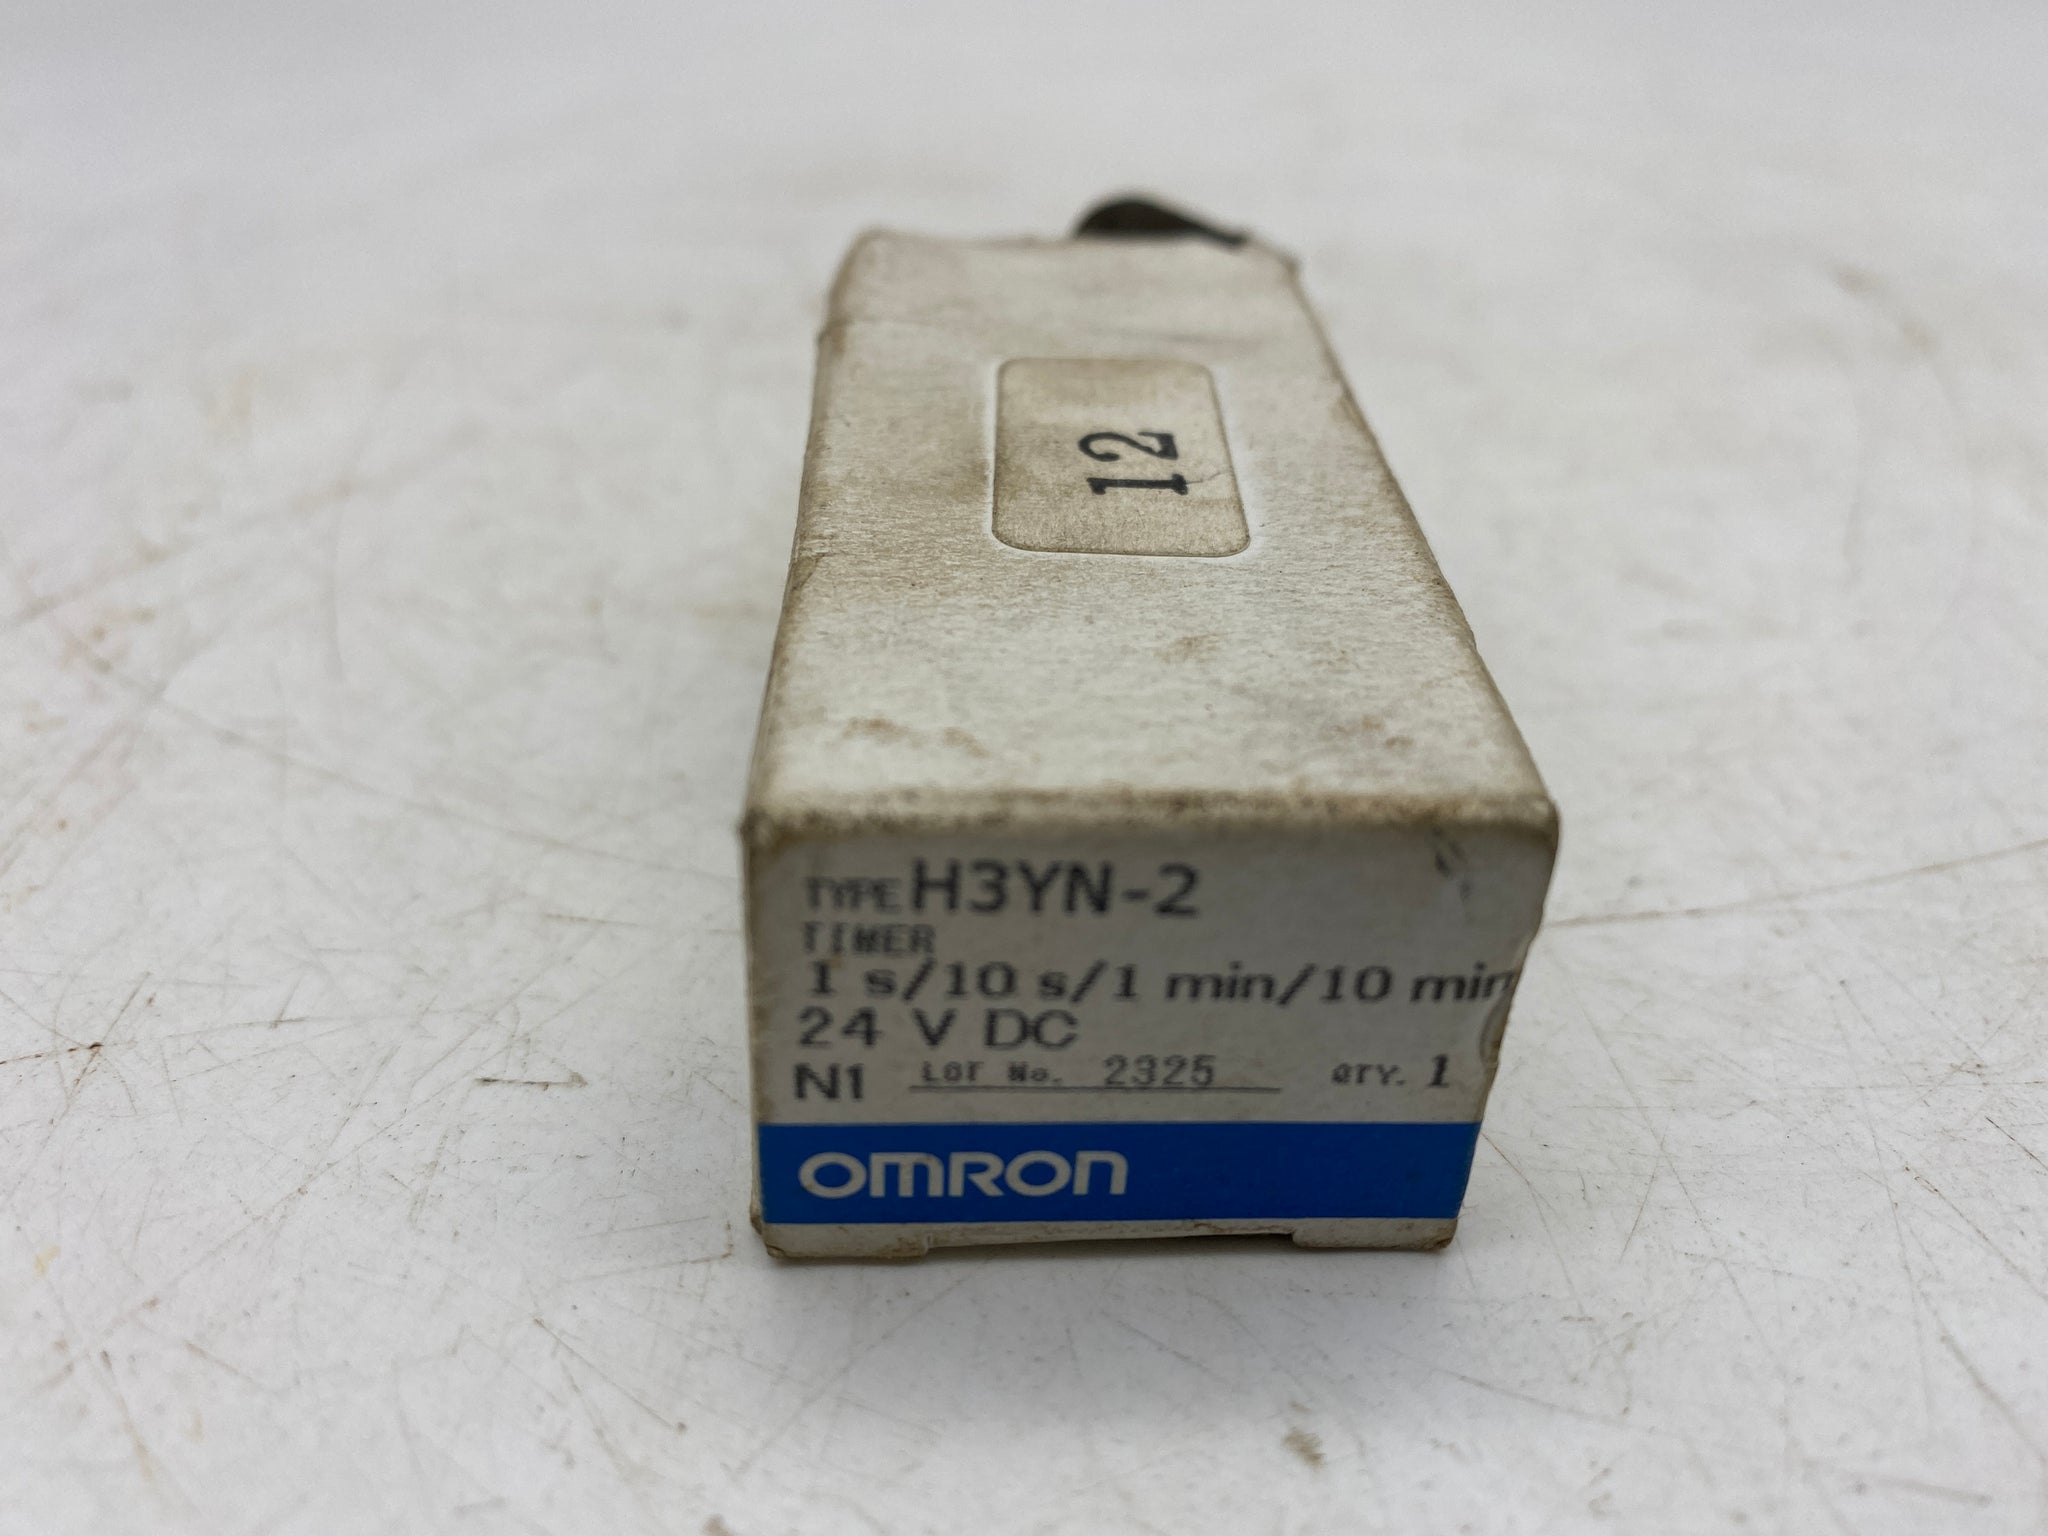 12
TYPE H3YN-2
TIMER
1 s/10 s/1 min/10 min
24 V DC
N1 LOT No. 2325 QTY. 1
OMRON